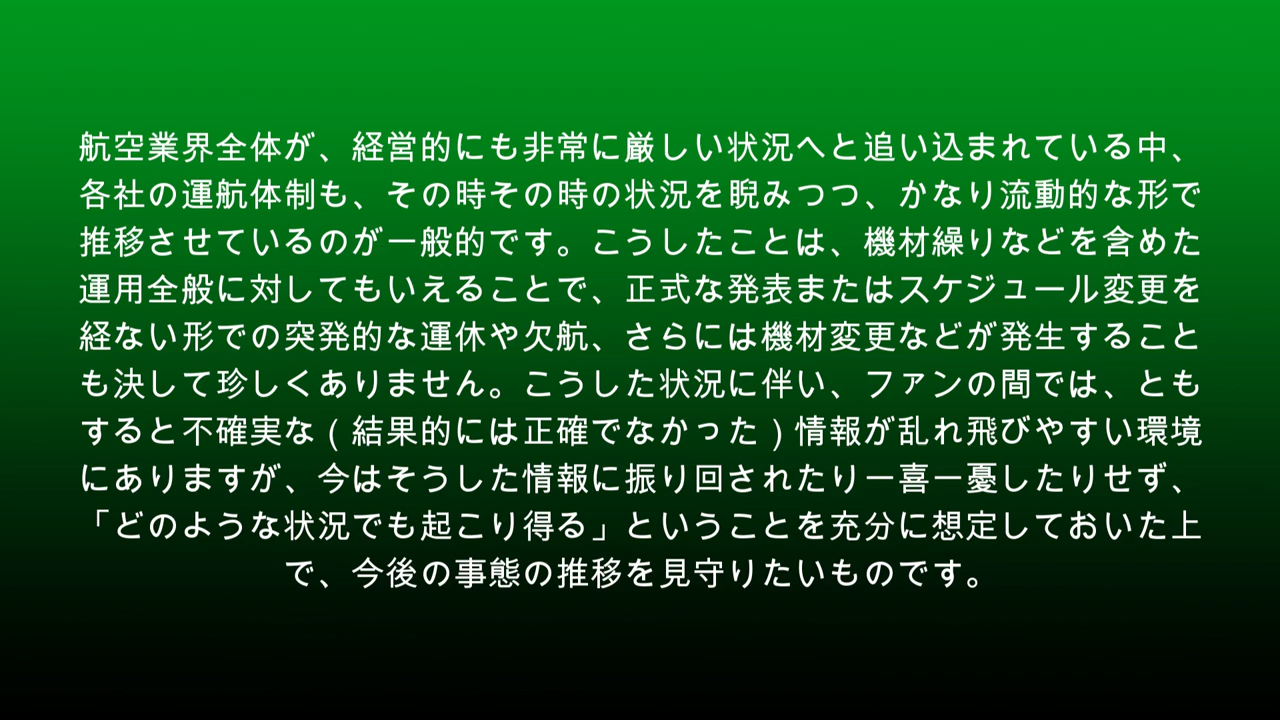 航空業界全体が、経営的にも非常に厳しい状況へと追い込まれている中、
各社の運航体制も、その時その時の状況を睨みつつ、かなり流動的な形で
推移させているのが一般的です。こうしたことは、機材繰りなどを含めた
運用全般に対してもいえることで、正式な発表またはスケジュール変更を
経ない形での突発的な運休や欠航、さらには機材変更などが発生すること
も決して珍しくありません。こうした状況に伴い、ファンの間では、とも
すると不確実な（結果的には正確でなかった）情報が乱れ飛びやすい環境
にありますが、今はそうした情報に振り回されたり一喜一憂したりせず、
「どのような状況でも起こり得る」ということを充分に想定しておいた上
で、今後の事態の推移を見守りたいものです。